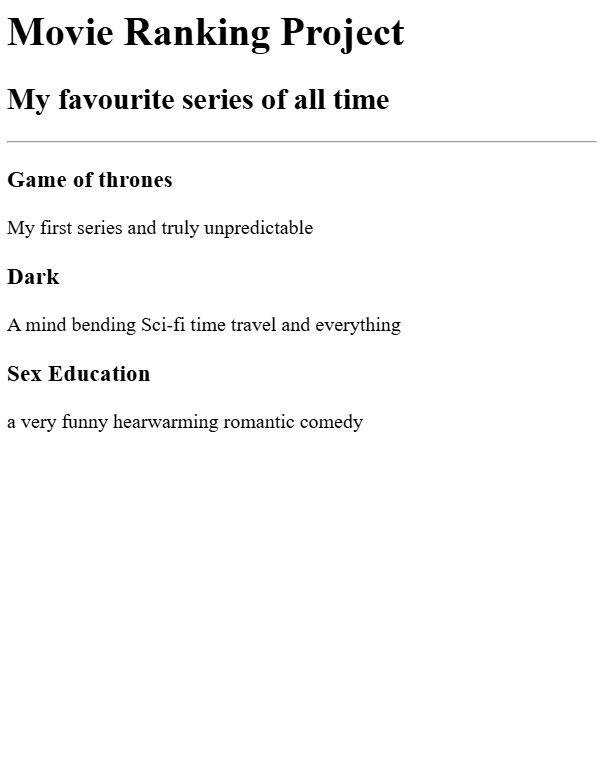 Movie Ranking Project
My favourite series of all time
Game of thrones
My first series and truly unpredictable
Dark
A mind bending Sci-fi time travel and everything
Sex Education
a very funny hearwarming romantic comedy